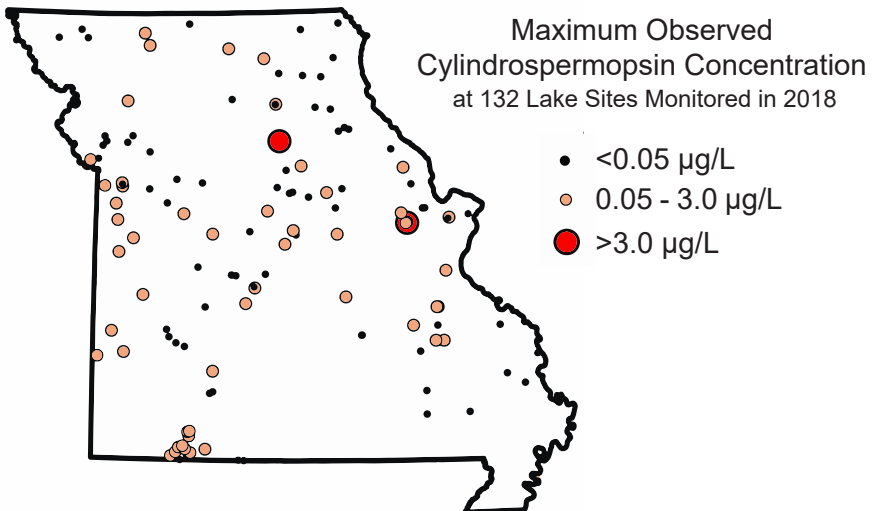 Maximum Observed
Cylindrospermopsin Concentration
at 132 Lake Sites Monitored in 2018
<0.05 µg/L
0.05 - 3.0 µg/L
>3.0 µg/L